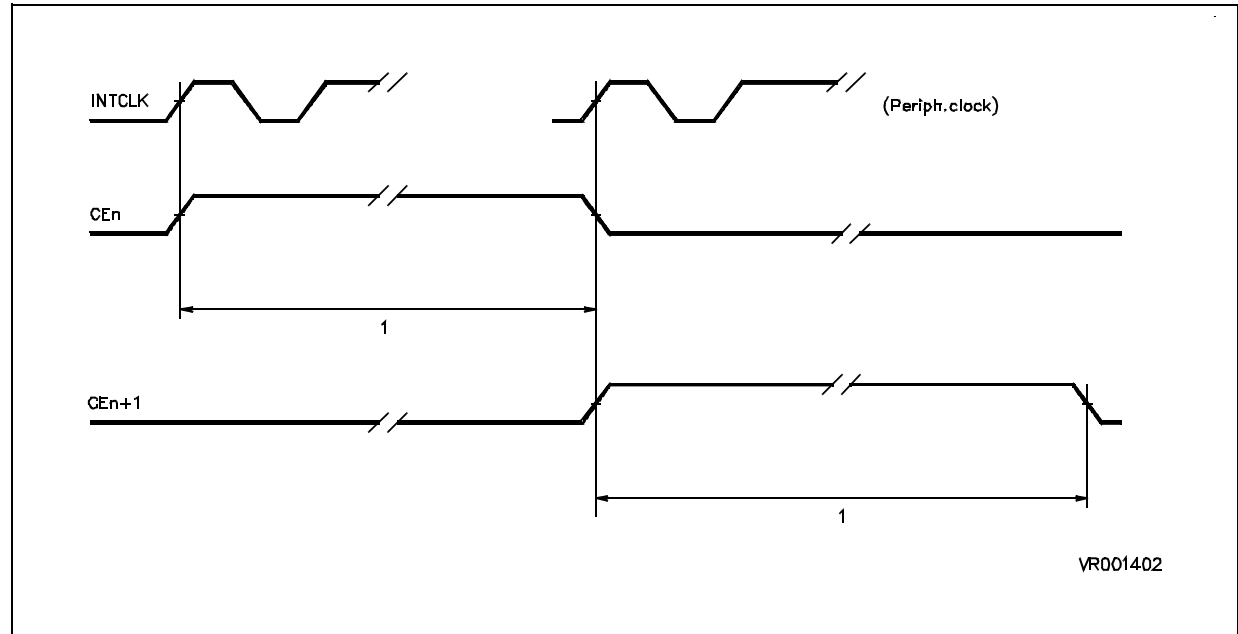 INTCLK
(Periph.clock)
CEn
1
CEn+1
1
VR001402